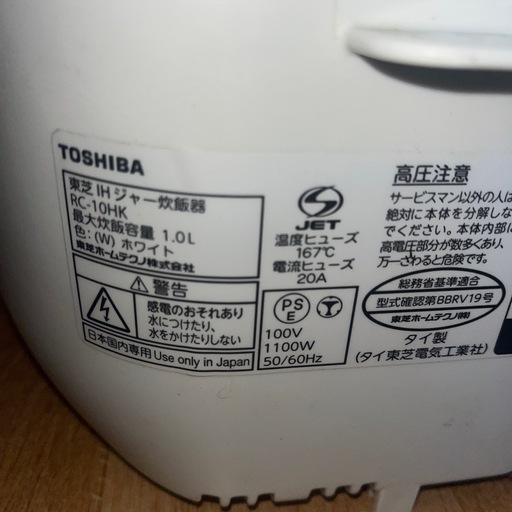 TOSHIBA
東芝IHジャー炊飯器
RC-10HK
最大炊飯容量 1.0L
色:(W) ホワイト
東芝ホームテクノ株式会社
警告
感電のおそれあり
水につけたり、
水をかけたりしない
日本国内専用 Use only in Japan
JET
温度ヒューズ
167℃
電流ヒューズ
20A
PS
E
100V
1100W
50/60Hz
高圧注意
サービスマン以外の人は
絶対に本体を分解しな
でください。本体内部に
高電圧部分が数多くあり、
万一さわると危険です。
総務省基準適合
型式確認第BBRV19号
東芝ホームテクノ(株)
タイ製
(タイ東芝電気工業社)